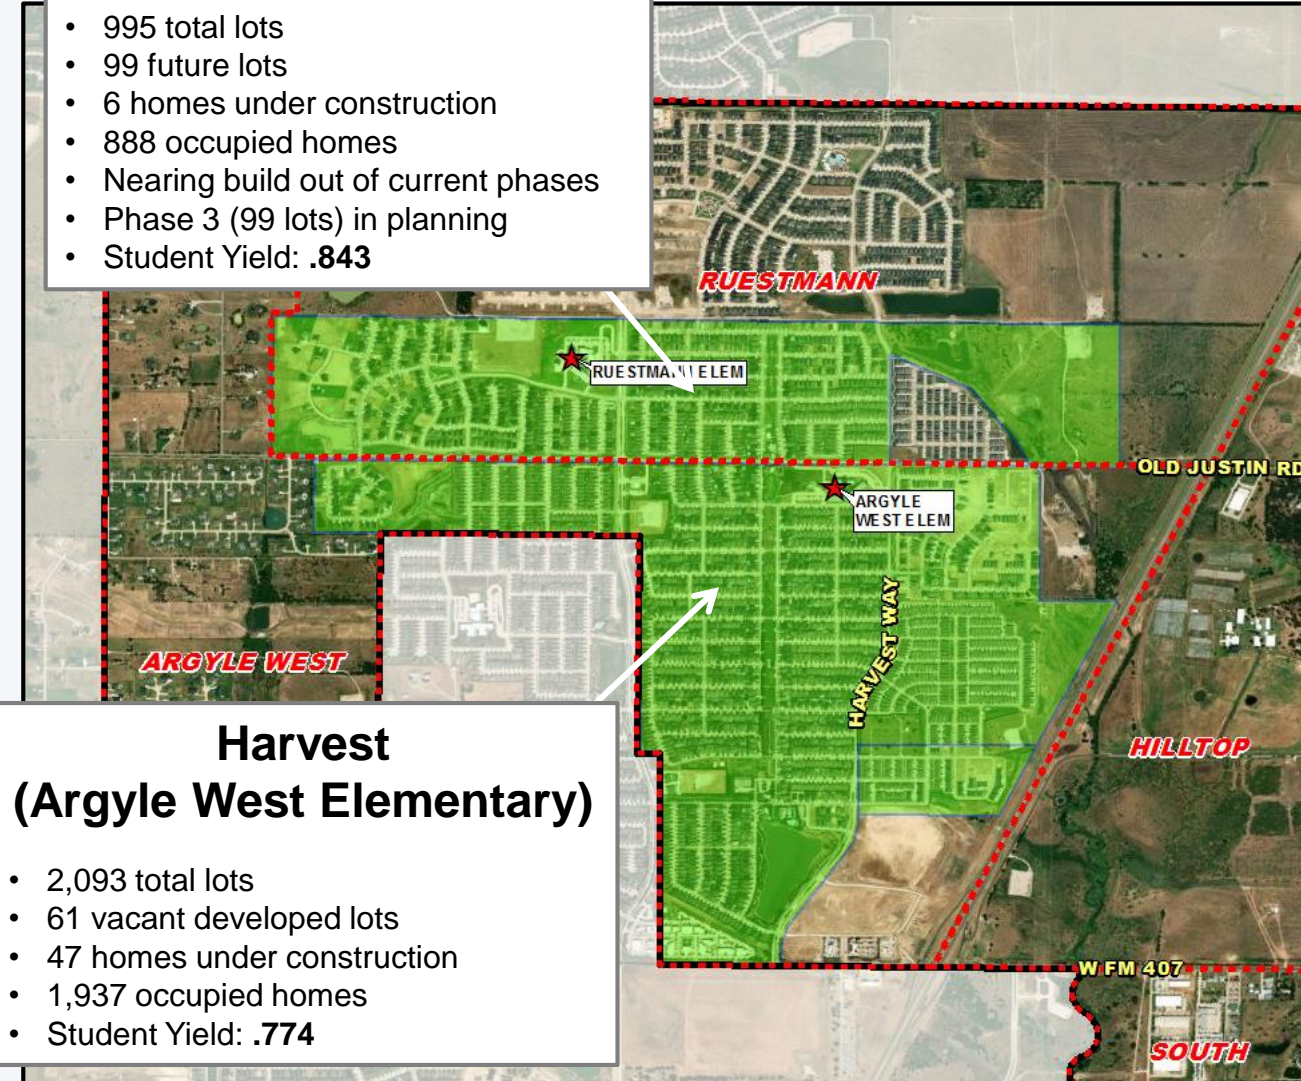 • 995 total lots
• 99 future lots
• 6 homes under construction
• 888 occupied homes
• Nearing build out of current phases
• Phase 3 (99 lots) in planning
• Student Yield: .843
RUESTMANN
RUESTMANN ELEM
OLD JUSTIN RD
ARGYLE
WEST ELEM
HARVEST WAY
ARGYLE WEST
HILLTOP
Harvest
(Argyle West Elementary)
• 2,093 total lots
• 61 vacant developed lots
• 47 homes under construction
• 1,937 occupied homes
• Student Yield: .774
W FM 407
SOUTH